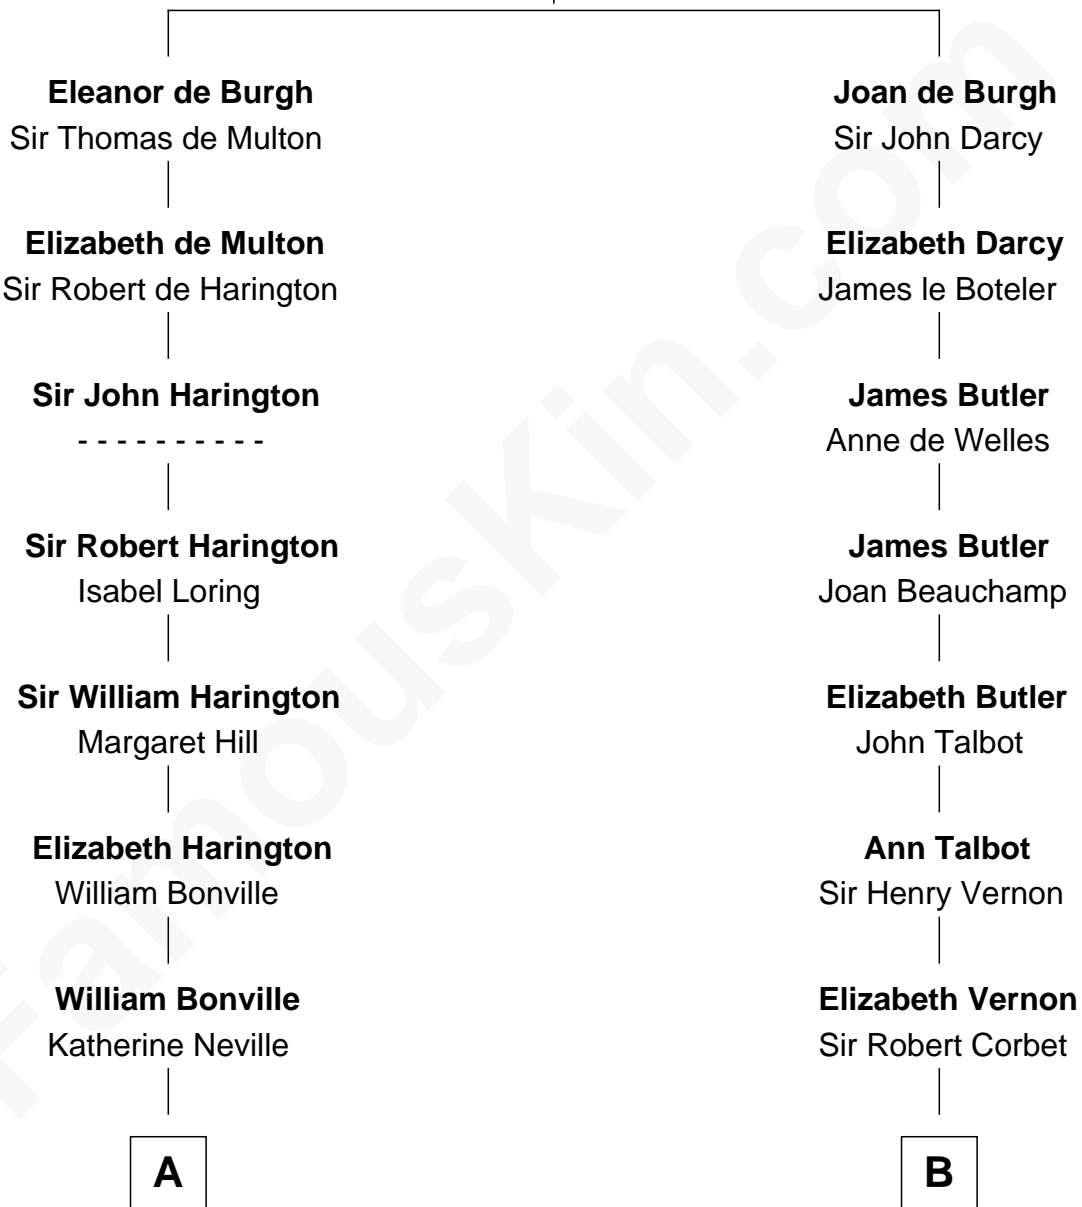 Eleanor de Burgh
Sir Thomas de Multon
Elizabeth de Multon
Sir Robert de Harington
Sir John Harington
- - - - - - - - - -
Sir Robert Harington
Isabel Loring
Sir William Harington
Margaret Hill
Elizabeth Harington
William Bonville
William Bonville
Katherine Neville
A
Joan de Burgh
Sir John Darcy
Elizabeth Darcy
James le Boteler
James Butler
Anne de Welles
James Butler
Joan Beauchamp
Elizabeth Butler
John Talbot
Ann Talbot
Sir Henry Vernon
Elizabeth Vernon
Sir Robert Corbet
B
FamousKin.com